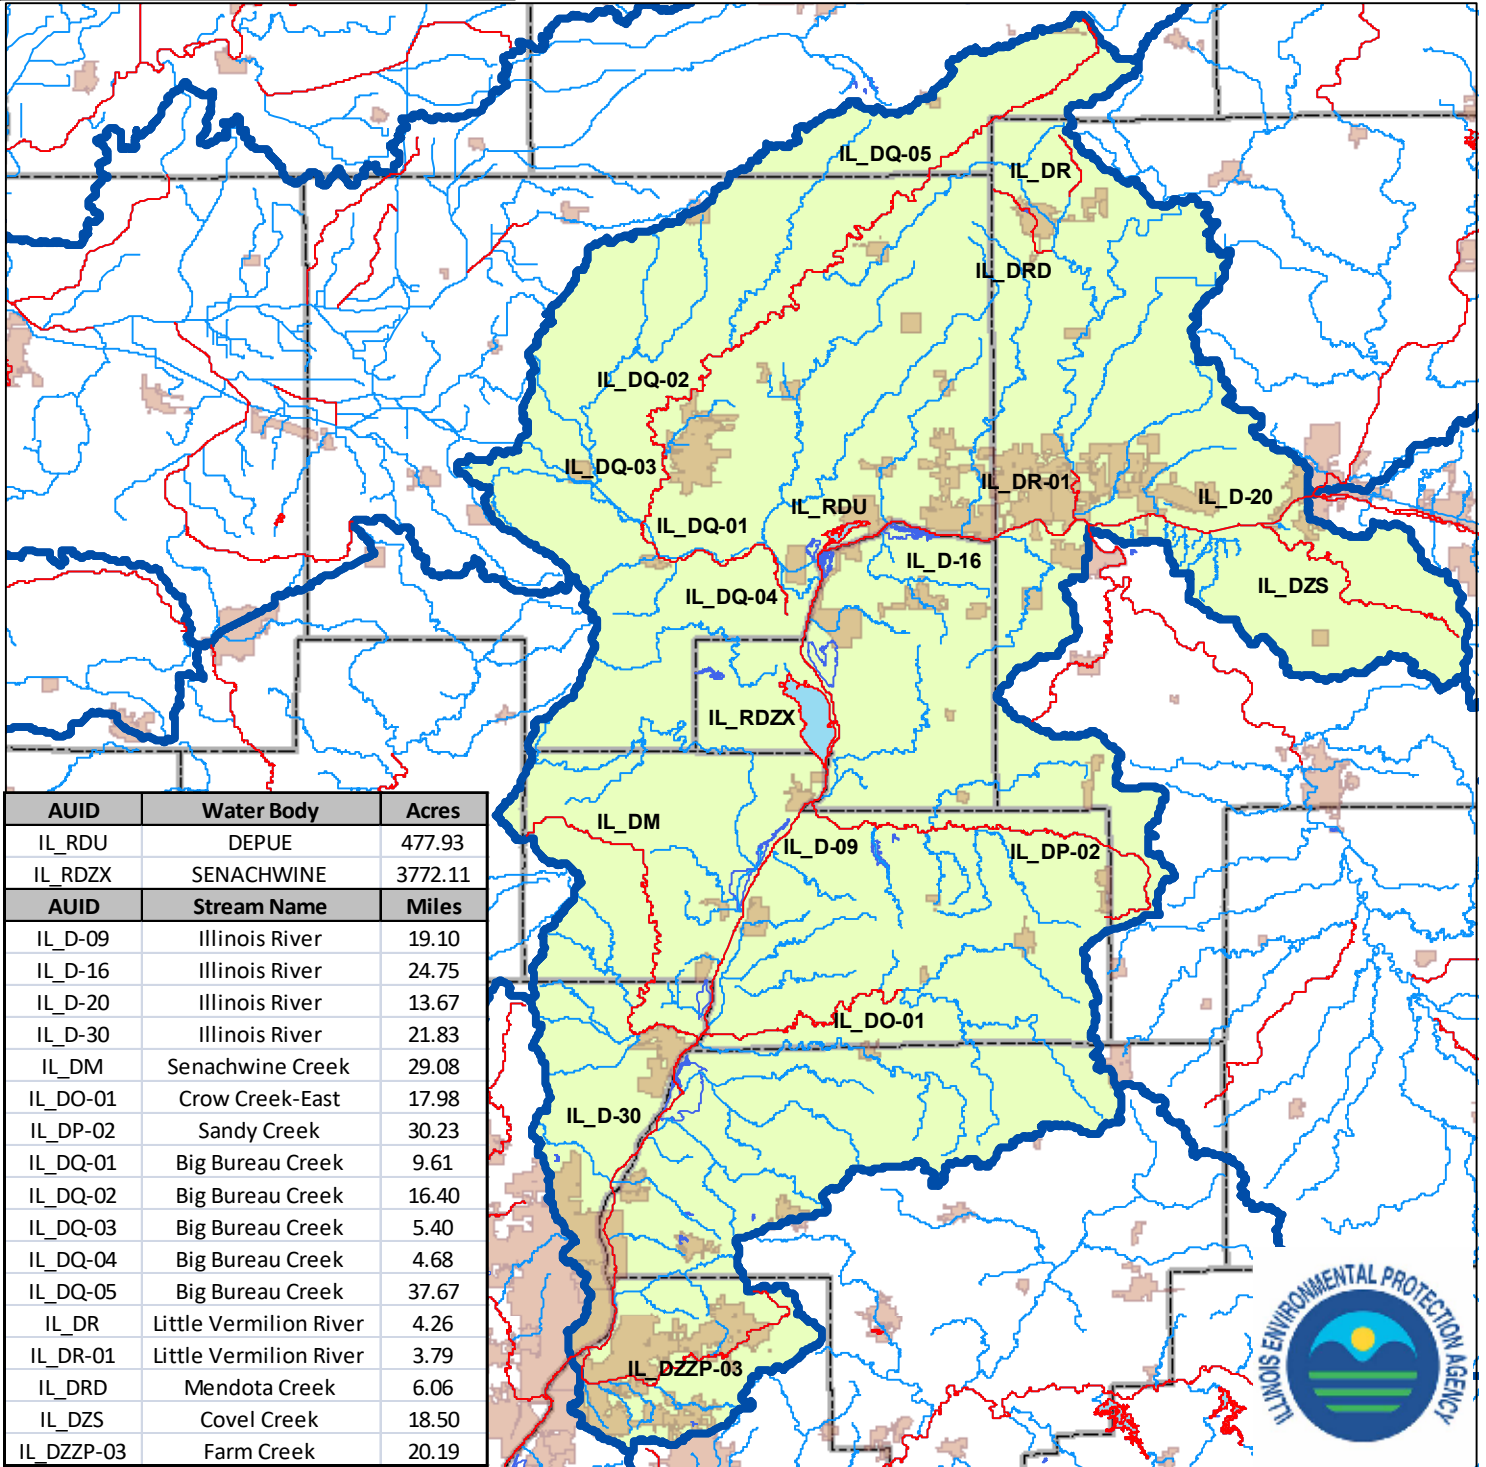 IL_DQ-05
IL_DR
IL_DRD
IL_DQ-02
IL_DQ-03
IL_DR-01
IL_D-20
IL_RDU
IL_DQ-01
IL_D-16
IL_DZS
IL_DQ-04
IL_RDZX
IL_DM
IL_D-09
IL_DP-02
IL_DO-01
IL_D-30
IL_DZZP-03
AUID Water Body Acres
IL_RDU DEPUE 477.93
IL_RDZX SENACHWINE 3772.11
AUID Stream Name Miles
IL_D-09 Illinois River 19.10
IL_D-16 Illinois River 24.75
IL_D-20 Illinois River 13.67
IL_D-30 Illinois River 21.83
IL_DM Senachwine Creek 29.08
IL_DO-01 Crow Creek-East 17.98
IL_DP-02 Sandy Creek 30.23
IL_DQ-01 Big Bureau Creek 9.61
IL_DQ-02 Big Bureau Creek 16.40
IL_DQ-03 Big Bureau Creek 5.40
IL_DQ-04 Big Bureau Creek 4.68
IL_DQ-05 Big Bureau Creek 37.67
IL_DR Little Vermilion River 4.26
IL_DR-01 Little Vermilion River 3.79
IL_DRD Mendota Creek 6.06
IL_DZS Covel Creek 18.50
IL_DZZP-03 Farm Creek 20.19
ILLINOIS ENVIRONMENTAL PROTECTION AGENCY